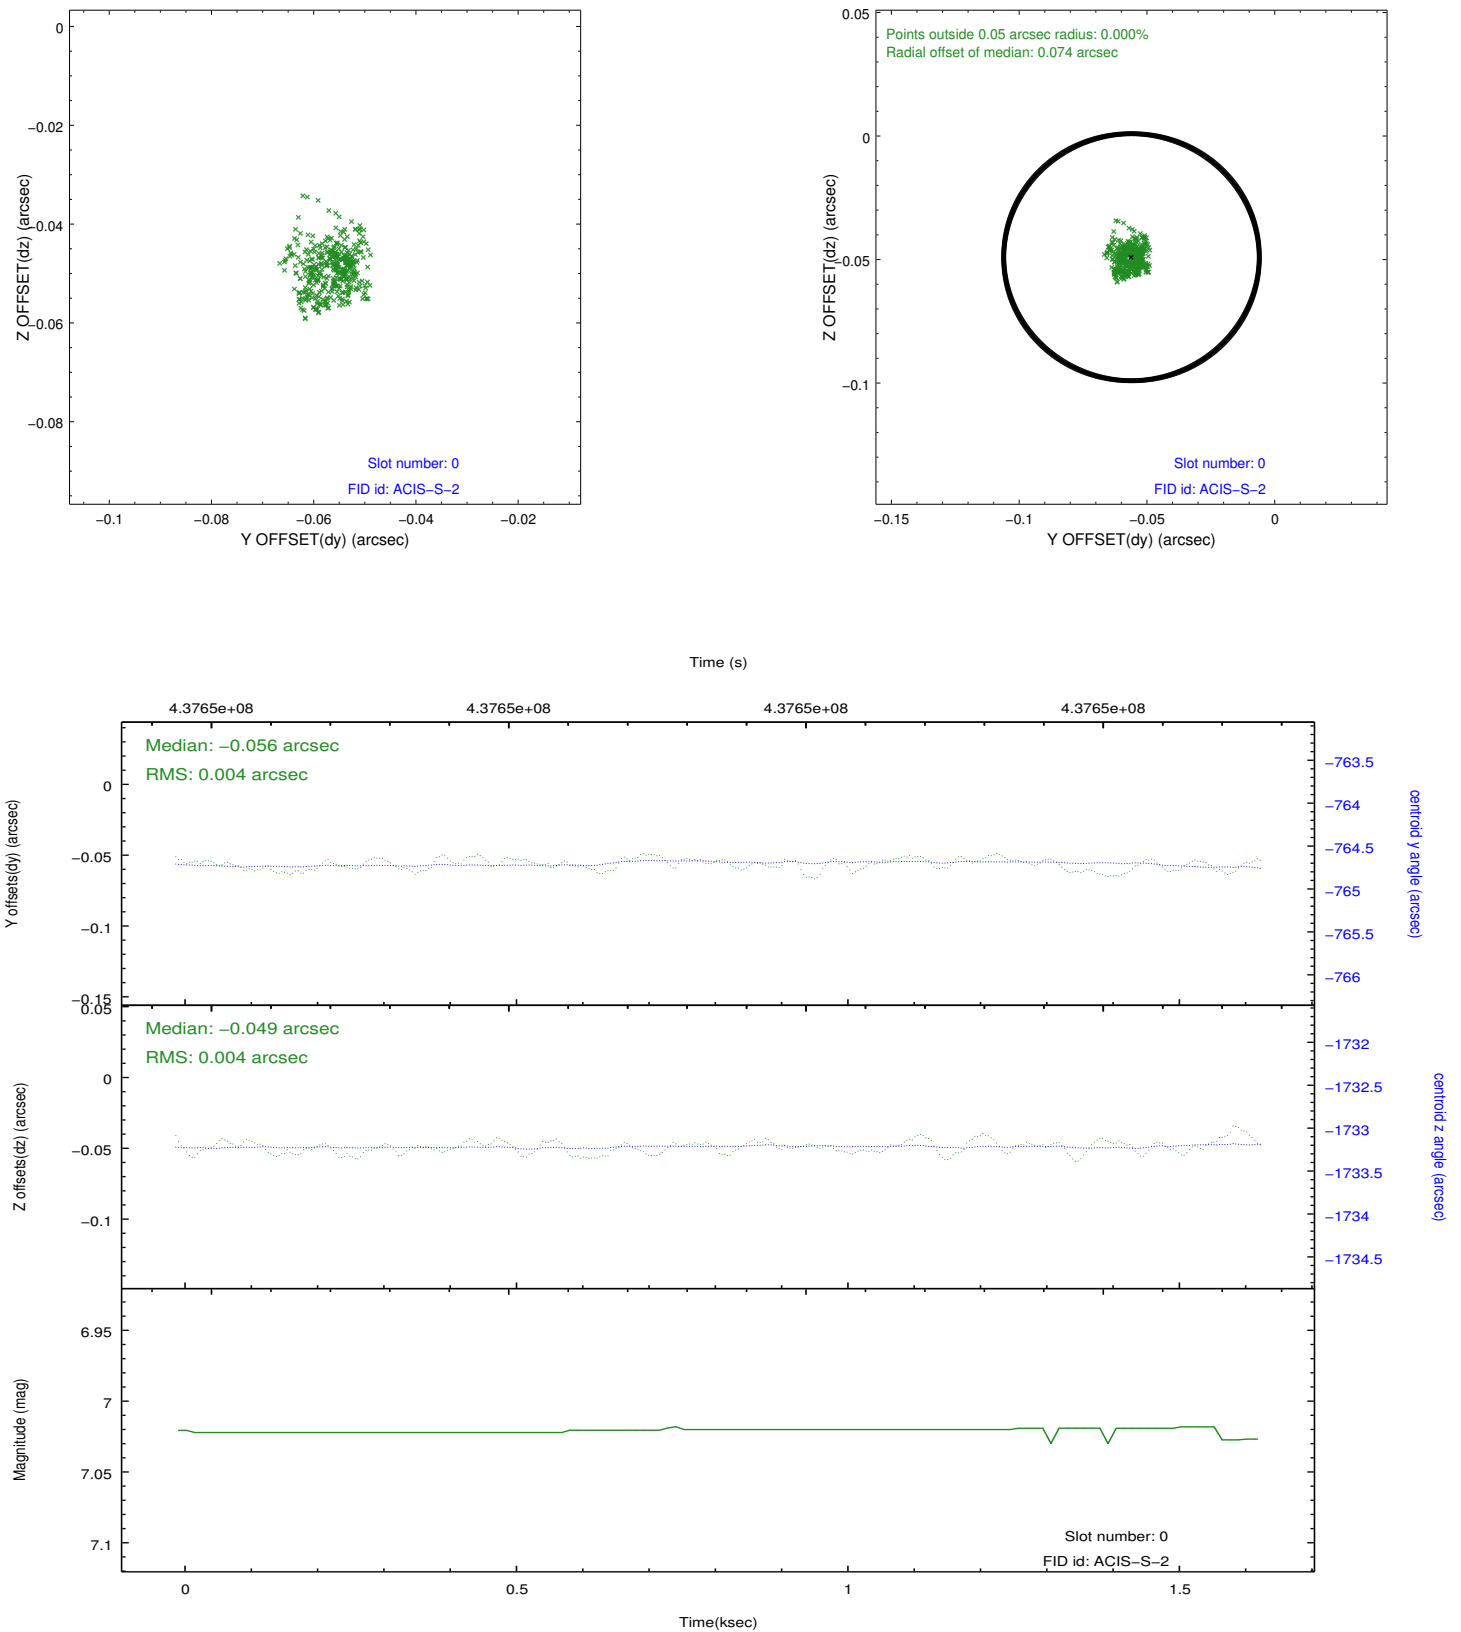 0
−0.02
−0.04
−0.06
−0.08
Z OFFSET(dz) (arcsec)
Slot number: 0
FID id: ACIS−S−2
−0.1
−0.08
−0.06
−0.04
−0.02
Y OFFSET(dy) (arcsec)
0.05
0
−0.05
−0.1
Z OFFSET(dz) (arcsec)
Points outside 0.05 arcsec radius: 0.000%
Radial offset of median: 0.074 arcsec
Slot number: 0
FID id: ACIS−S−2
−0.15
−0.1
−0.05
0
Y OFFSET(dy) (arcsec)
Time (s)
4.3765e+08
4.3765e+08
4.3765e+08
4.3765e+08
Median: −0.056 arcsec
RMS: 0.004 arcsec
0
−0.05
−0.1
−0.15
Y offsets(dy) (arcsec)
−763.5
−764
−764.5
−765
−765.5
−766
centroid y angle (arcsec)
Median: −0.049 arcsec
RMS: 0.004 arcsec
0.05
0
−0.05
−0.1
Z offsets(dz) (arcsec)
−1732
−1732.5
−1733
−1733.5
−1734
−1734.5
centroid z angle (arcsec)
6.95
7
7.05
7.1
Magnitude (mag)
Slot number: 0
FID id: ACIS−S−2
0
0.5
1
1.5
Time(ksec)